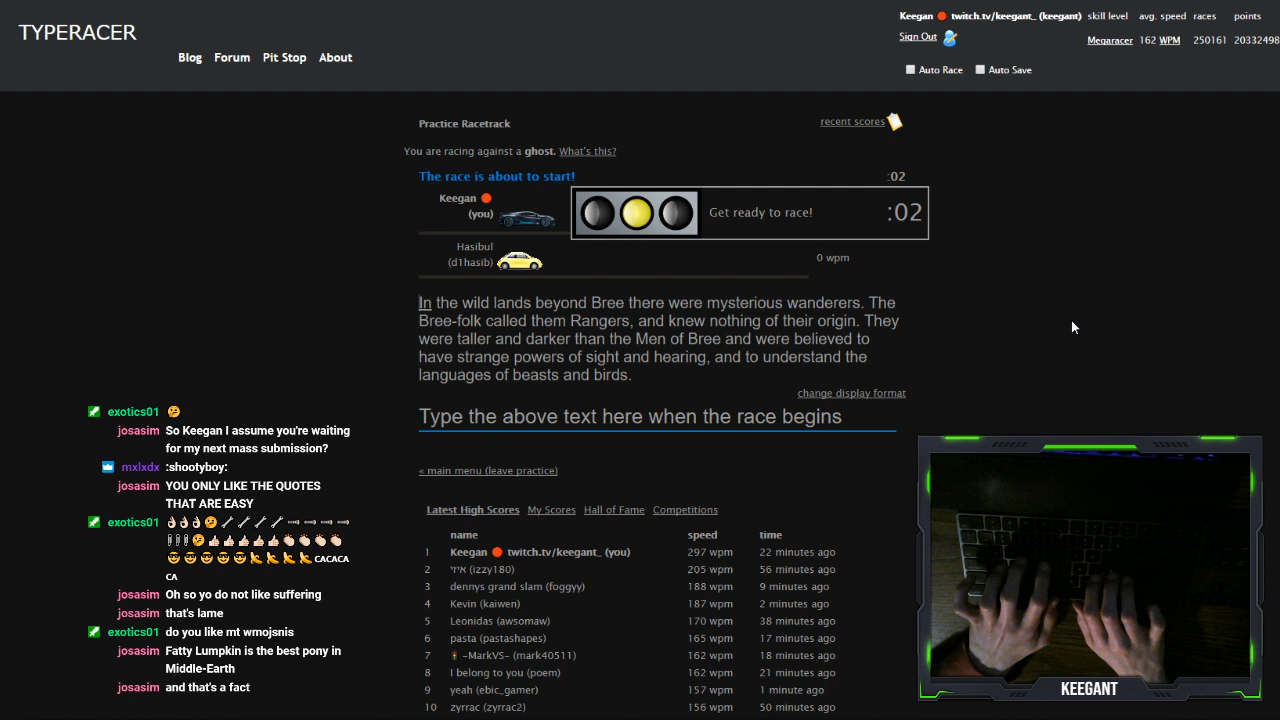 TYPERACER
Blog Forum Pit Stop About
Keegan twitch.tv/keegant_ (keegant) skill level avg. speed races points
Sign Out Megaracer 162 WPM 250161 20332498
Auto Race Auto Save
Practice Racetrack recent scores
You are racing against a ghost. What's this?
The race is about to start! :02
Keegan
(you)
Get ready to race! :02
Hasibul
(d1hasib)
0 wpm
In the wild lands beyond Bree there were mysterious wanderers. The
Bree-folk called them Rangers, and knew nothing of their origin. They
were taller and darker than the Men of Bree and were believed to
have strange powers of sight and hearing, and to understand the
languages of beasts and birds.
change display format
Type the above text here when the race begins
« main menu (leave practice)
Latest High Scores My Scores Hall of Fame Competitions
name speed time
1 Keegan twitch.tv/keegant_ (you) 297 wpm 22 minutes ago
2 איזי (izzy180) 205 wpm 56 minutes ago
3 dennys grand slam (foggyy) 188 wpm 9 minutes ago
4 Kevin (kaiwen) 187 wpm 2 minutes ago
5 Leonidas (awsomaw) 170 wpm 38 minutes ago
6 pasta (pastashapes) 165 wpm 17 minutes ago
7 ~MarkVS~ (mark40511) 162 wpm 18 minutes ago
8 I belong to you (poem) 162 wpm 21 minutes ago
9 yeah (ebic_gamer) 157 wpm 1 minute ago
10 zyrrac (zyrrac2) 156 wpm 50 minutes ago
exotics01 🤔
josasim So Keegan I assume you're waiting
for my next mass submission?
mxlxdx :shootyboy:
josasim YOU ONLY LIKE THE QUOTES
THAT ARE EASY
exotics01
CACACA
CA
josasim Oh so yo do not like suffering
josasim that's lame
exotics01 do you like mt wmojsnis
josasim Fatty Lumpkin is the best pony in
Middle-Earth
josasim and that's a fact
KEEGANT